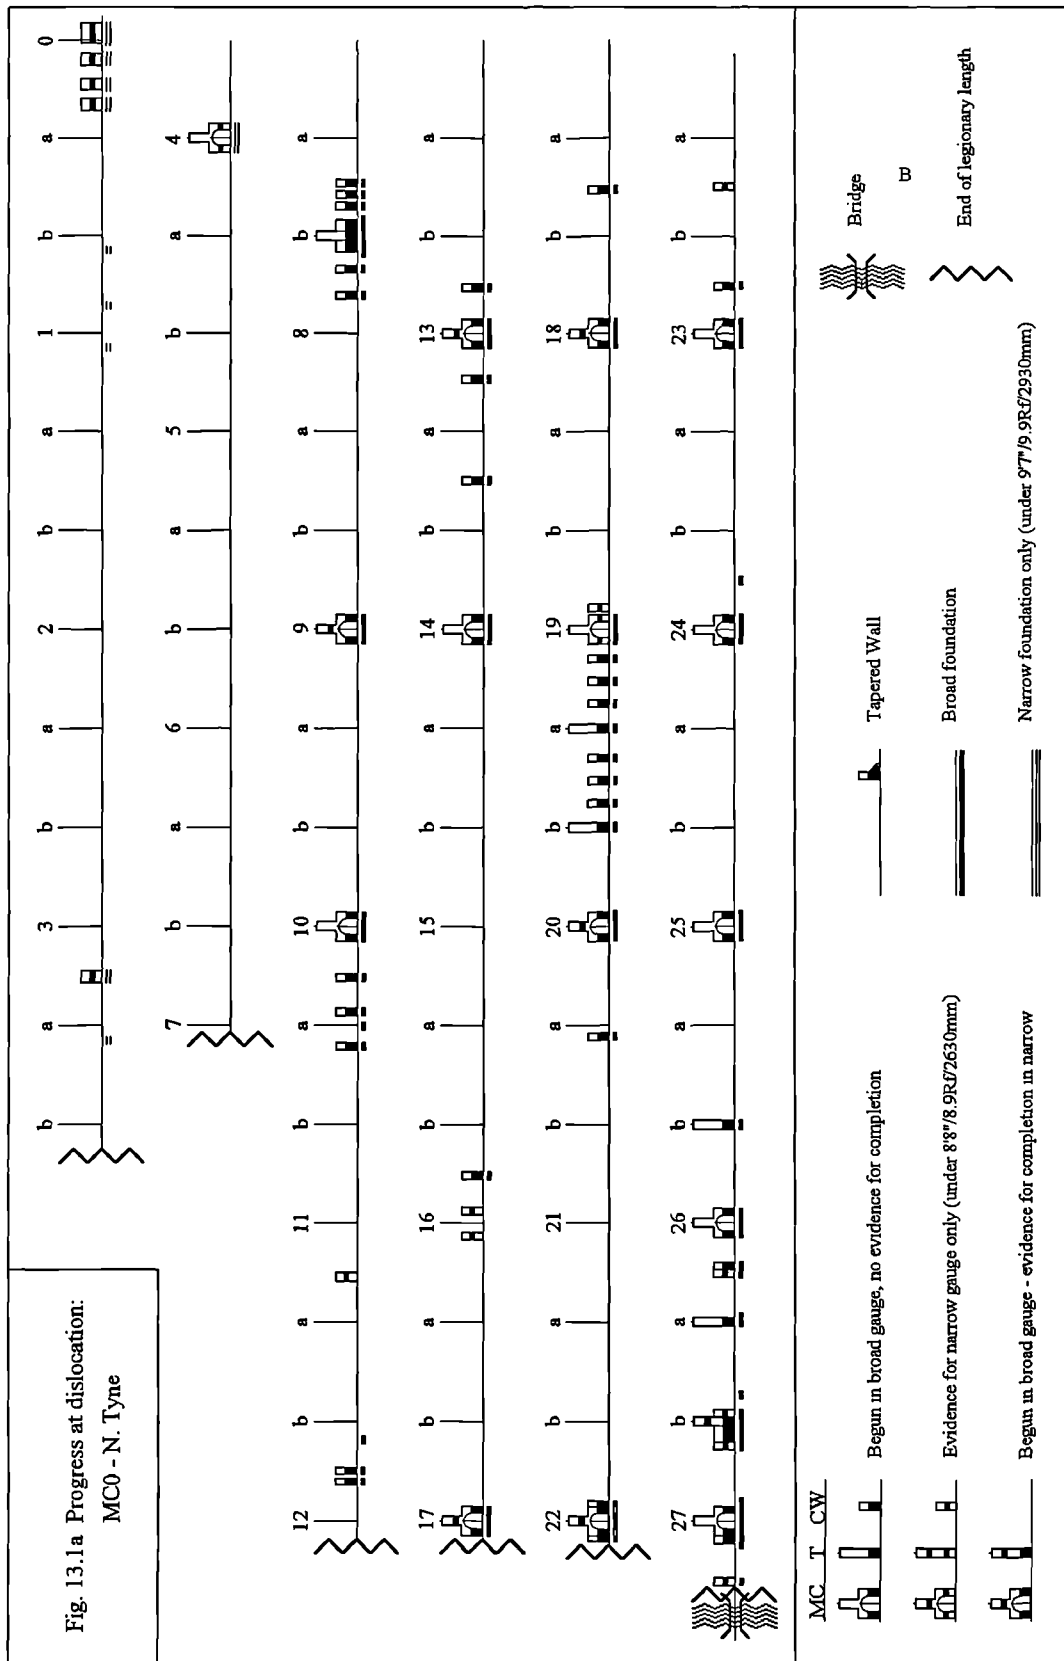 Fig. 13.1a Progress at dislocation:
MC0 - N. Tyne
b a 3 b a 2 b a 1 b a 0
7 b a 6 b a 5 b a 4
12 b a 11 b a 10 b a 9 b a 8 b a
17 b a 16 b a 15 b a 14 b a 13 b a
22 b a 21 b a 20 b a 19 b a 18 b a
27 b a 26 b a 25 b a 24 b a 23 b a
MC T CW
Begun in broad gauge, no evidence for completion
Evidence for narrow gauge only (under 8'8"/8.9Rf/2630mm)
Begun in broad gauge - evidence for completion in narrow
Tapered Wall
Broad foundation
Narrow foundation only (under 9'7"/9.9Rf/2930mm)
Bridge
B
End of legionary length